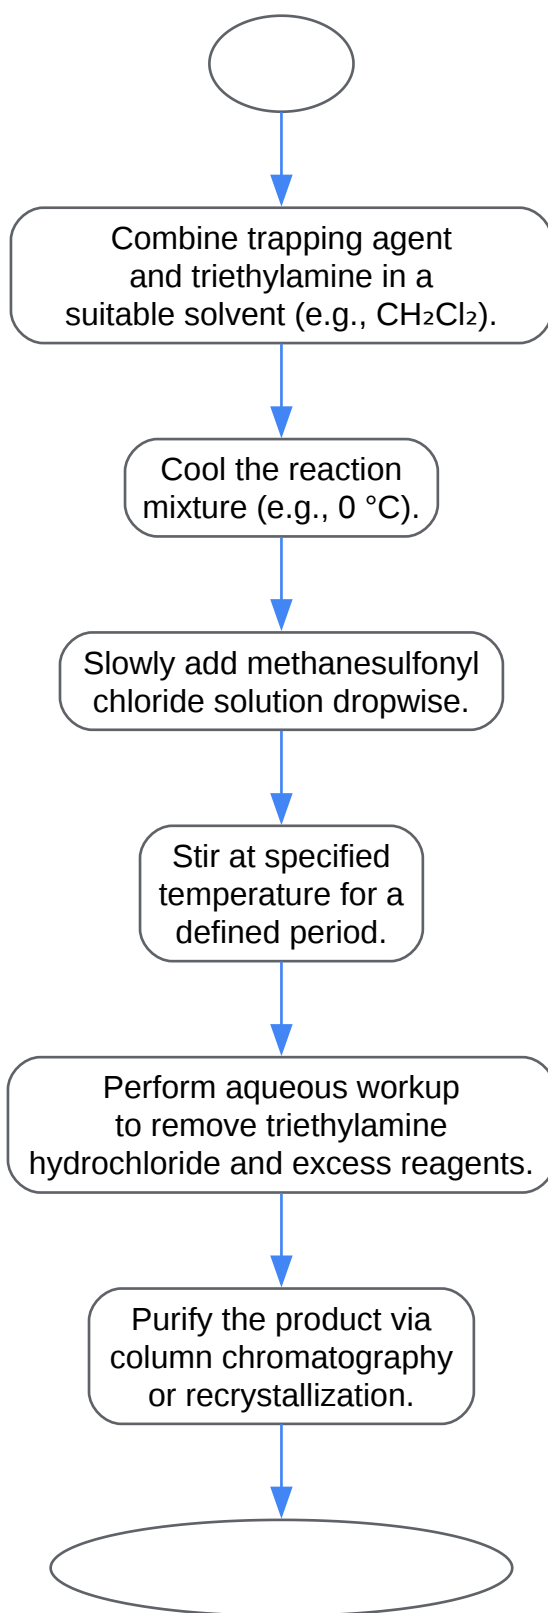 Combine trapping agent
and triethylamine in a
suitable solvent (e.g., CH₂Cl₂).
Cool the reaction
mixture (e.g., 0 °C).
Slowly add methanesulfonyl
chloride solution dropwise.
Stir at specified
temperature for a
defined period.
Perform aqueous workup
to remove triethylamine
hydrochloride and excess reagents.
Purify the product via
column chromatography
or recrystallization.